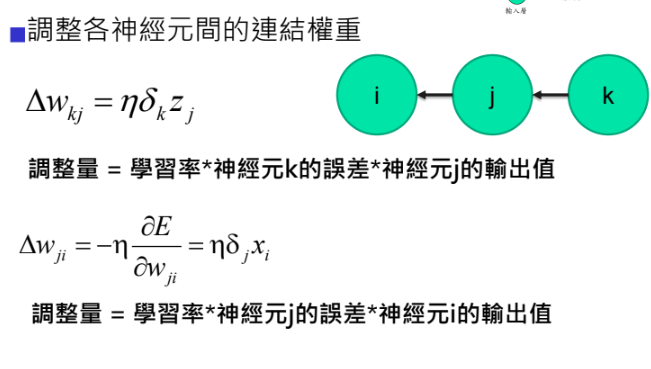 輸入層
調整各神經元間的連結權重
Δw_kj = ηδ_k z_j
i
j
k
調整量 = 學習率*神經元k的誤差*神經元j的輸出值
Δw_ji = −η ∂E/∂w_ji = ηδ_j x_i
調整量 = 學習率*神經元j的誤差*神經元i的輸出值